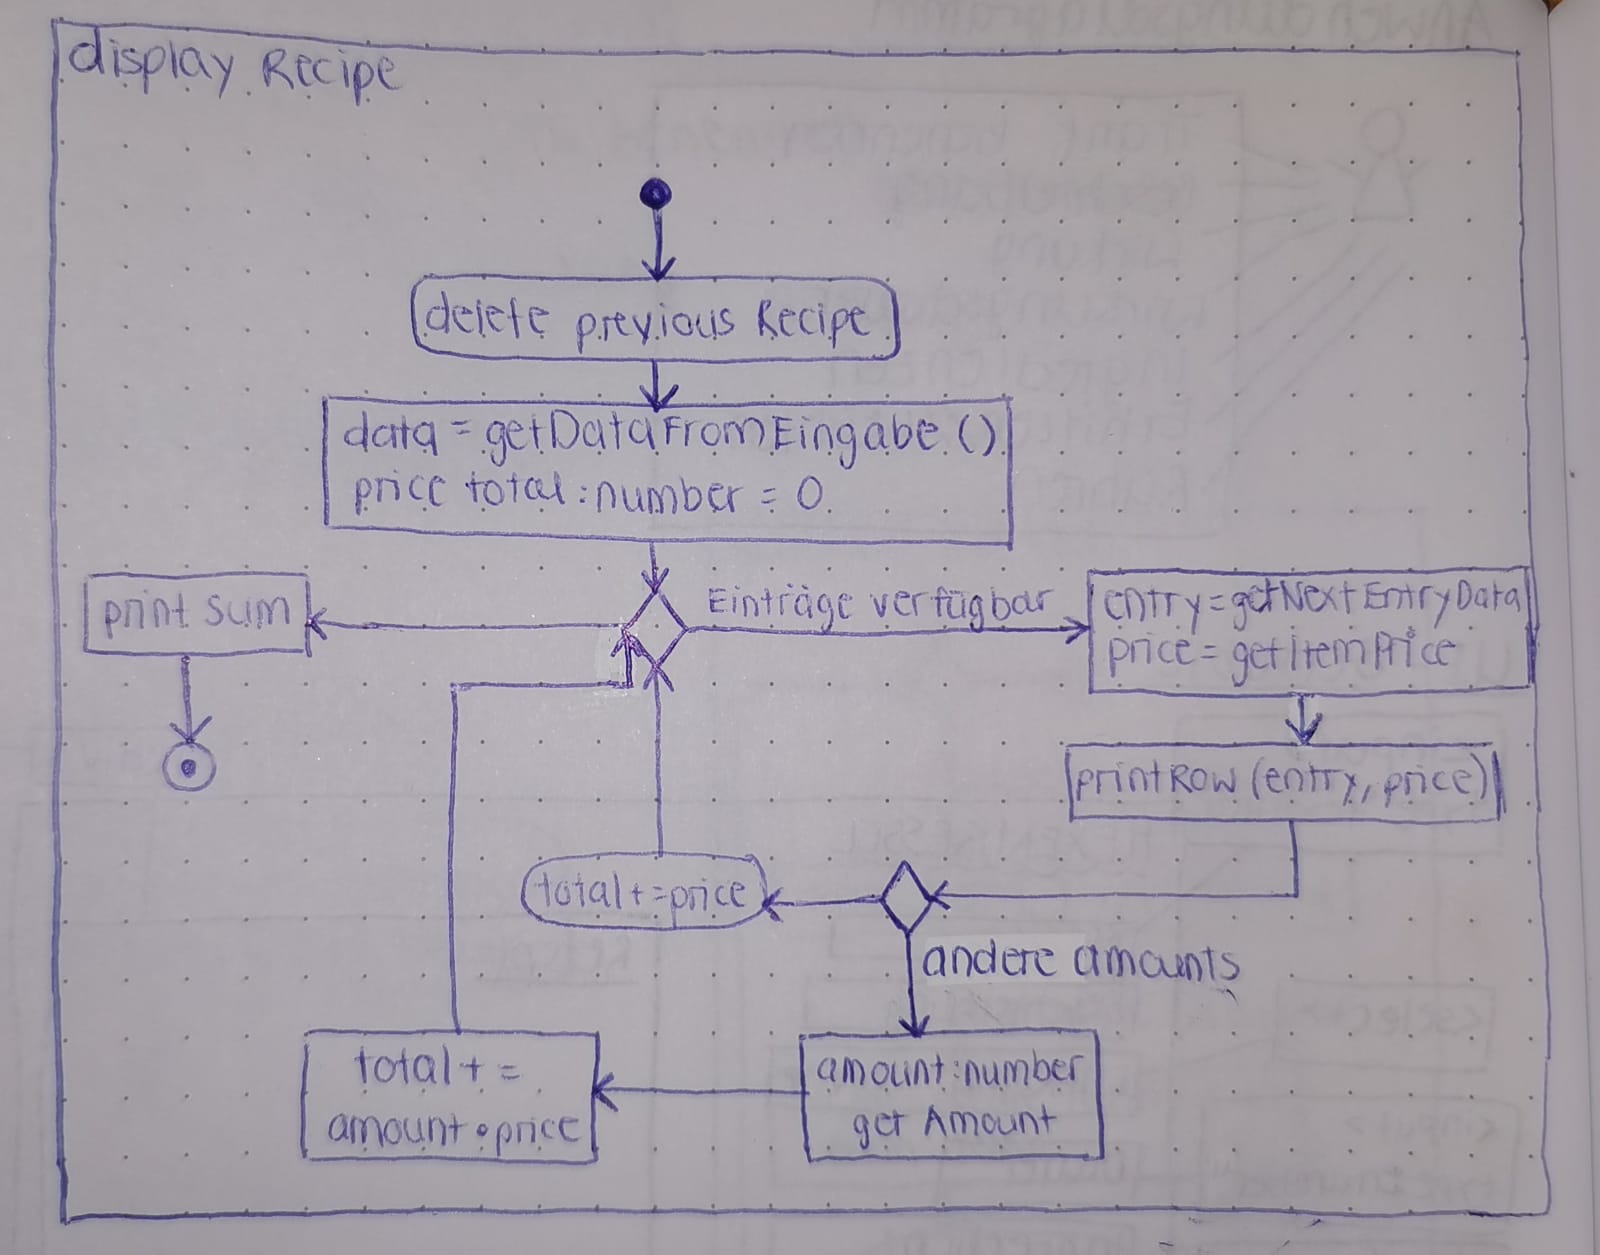 display Recipe
delete previous Recipe
data = getDataFromEingabe ()
price total : number = 0
print sum
Einträge verfügbar
entry = getNextEntryData
price = getItemPrice
printRow (entry, price)
total + = price
andere amounts
total + =
amount • price
amount : number
get Amount